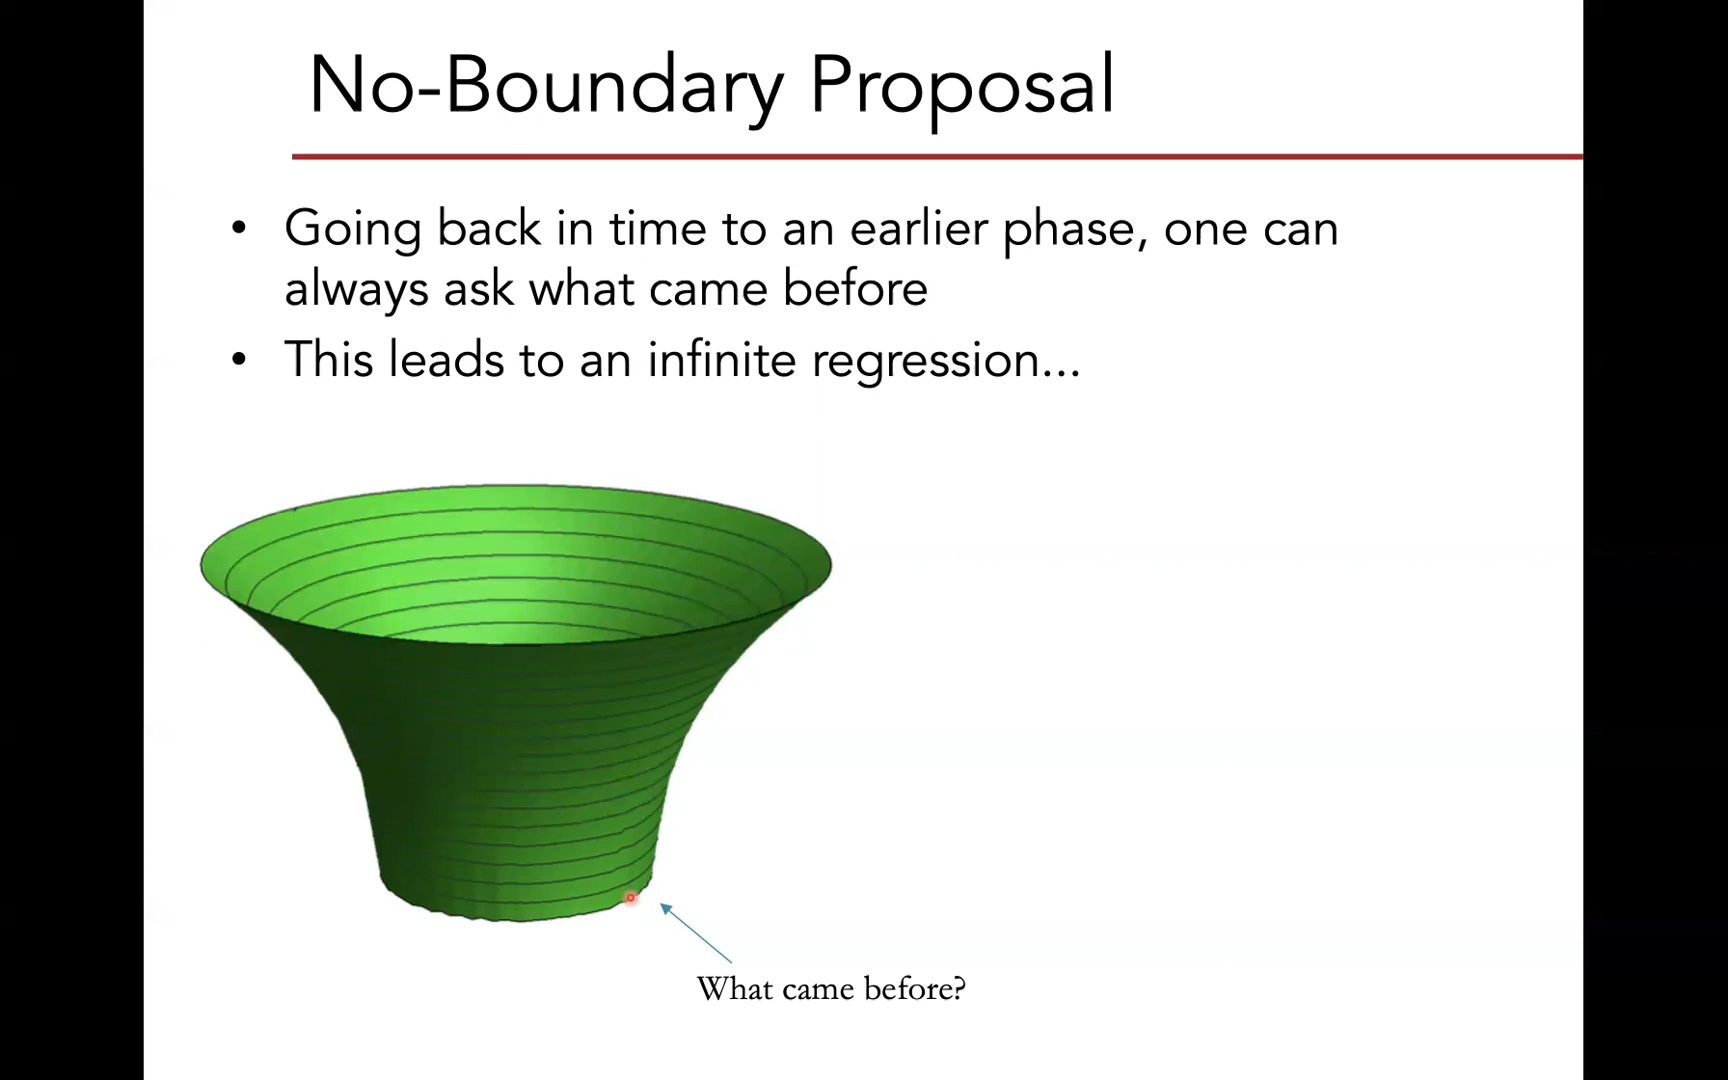 No-Boundary Proposal
• Going back in time to an earlier phase, one can
always ask what came before
• This leads to an infinite regression...
What came before?